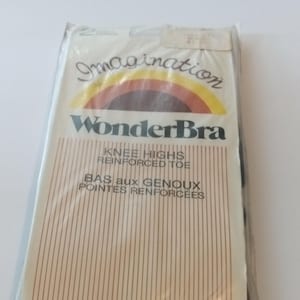 Imagination
WonderBra
KNEE HIGHS
REINFORCED TOE
BAS aux GENOUX
POINTES RENFORCÉES